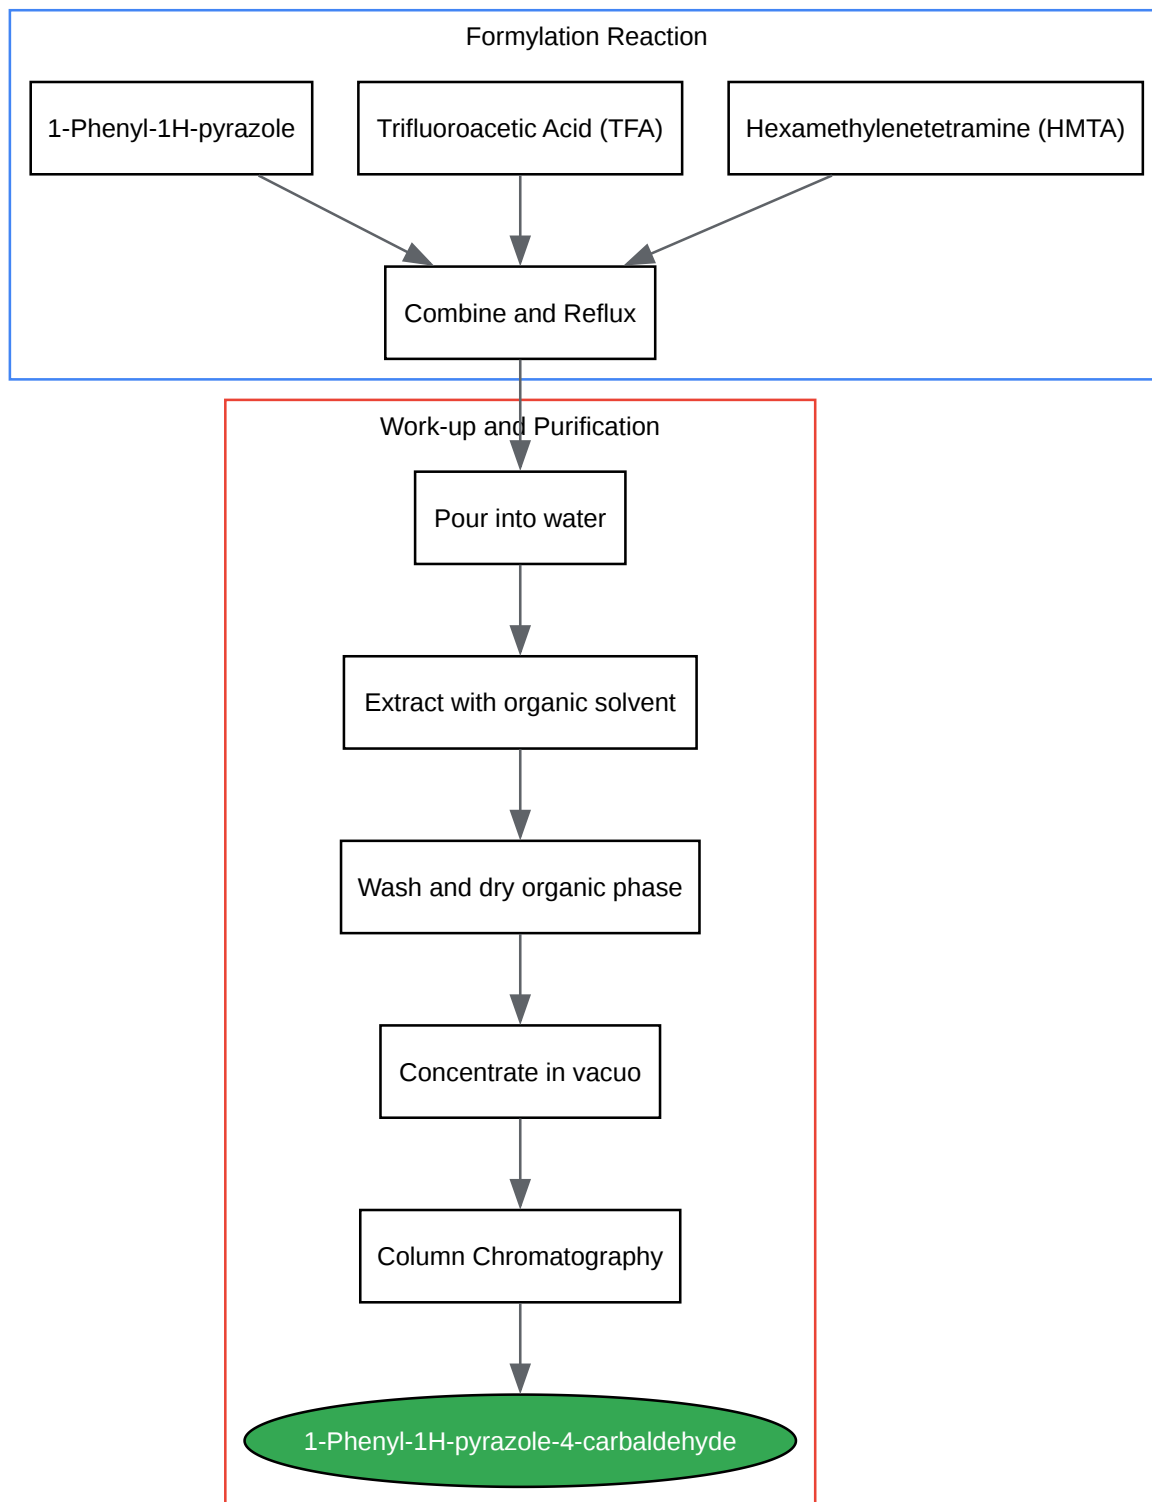 Formylation Reaction
1-Phenyl-1H-pyrazole
Trifluoroacetic Acid (TFA)
Hexamethylenetetramine (HMTA)
Combine and Reflux
Work-up and Purification
Pour into water
Extract with organic solvent
Wash and dry organic phase
Concentrate in vacuo
Column Chromatography
1-Phenyl-1H-pyrazole-4-carbaldehyde